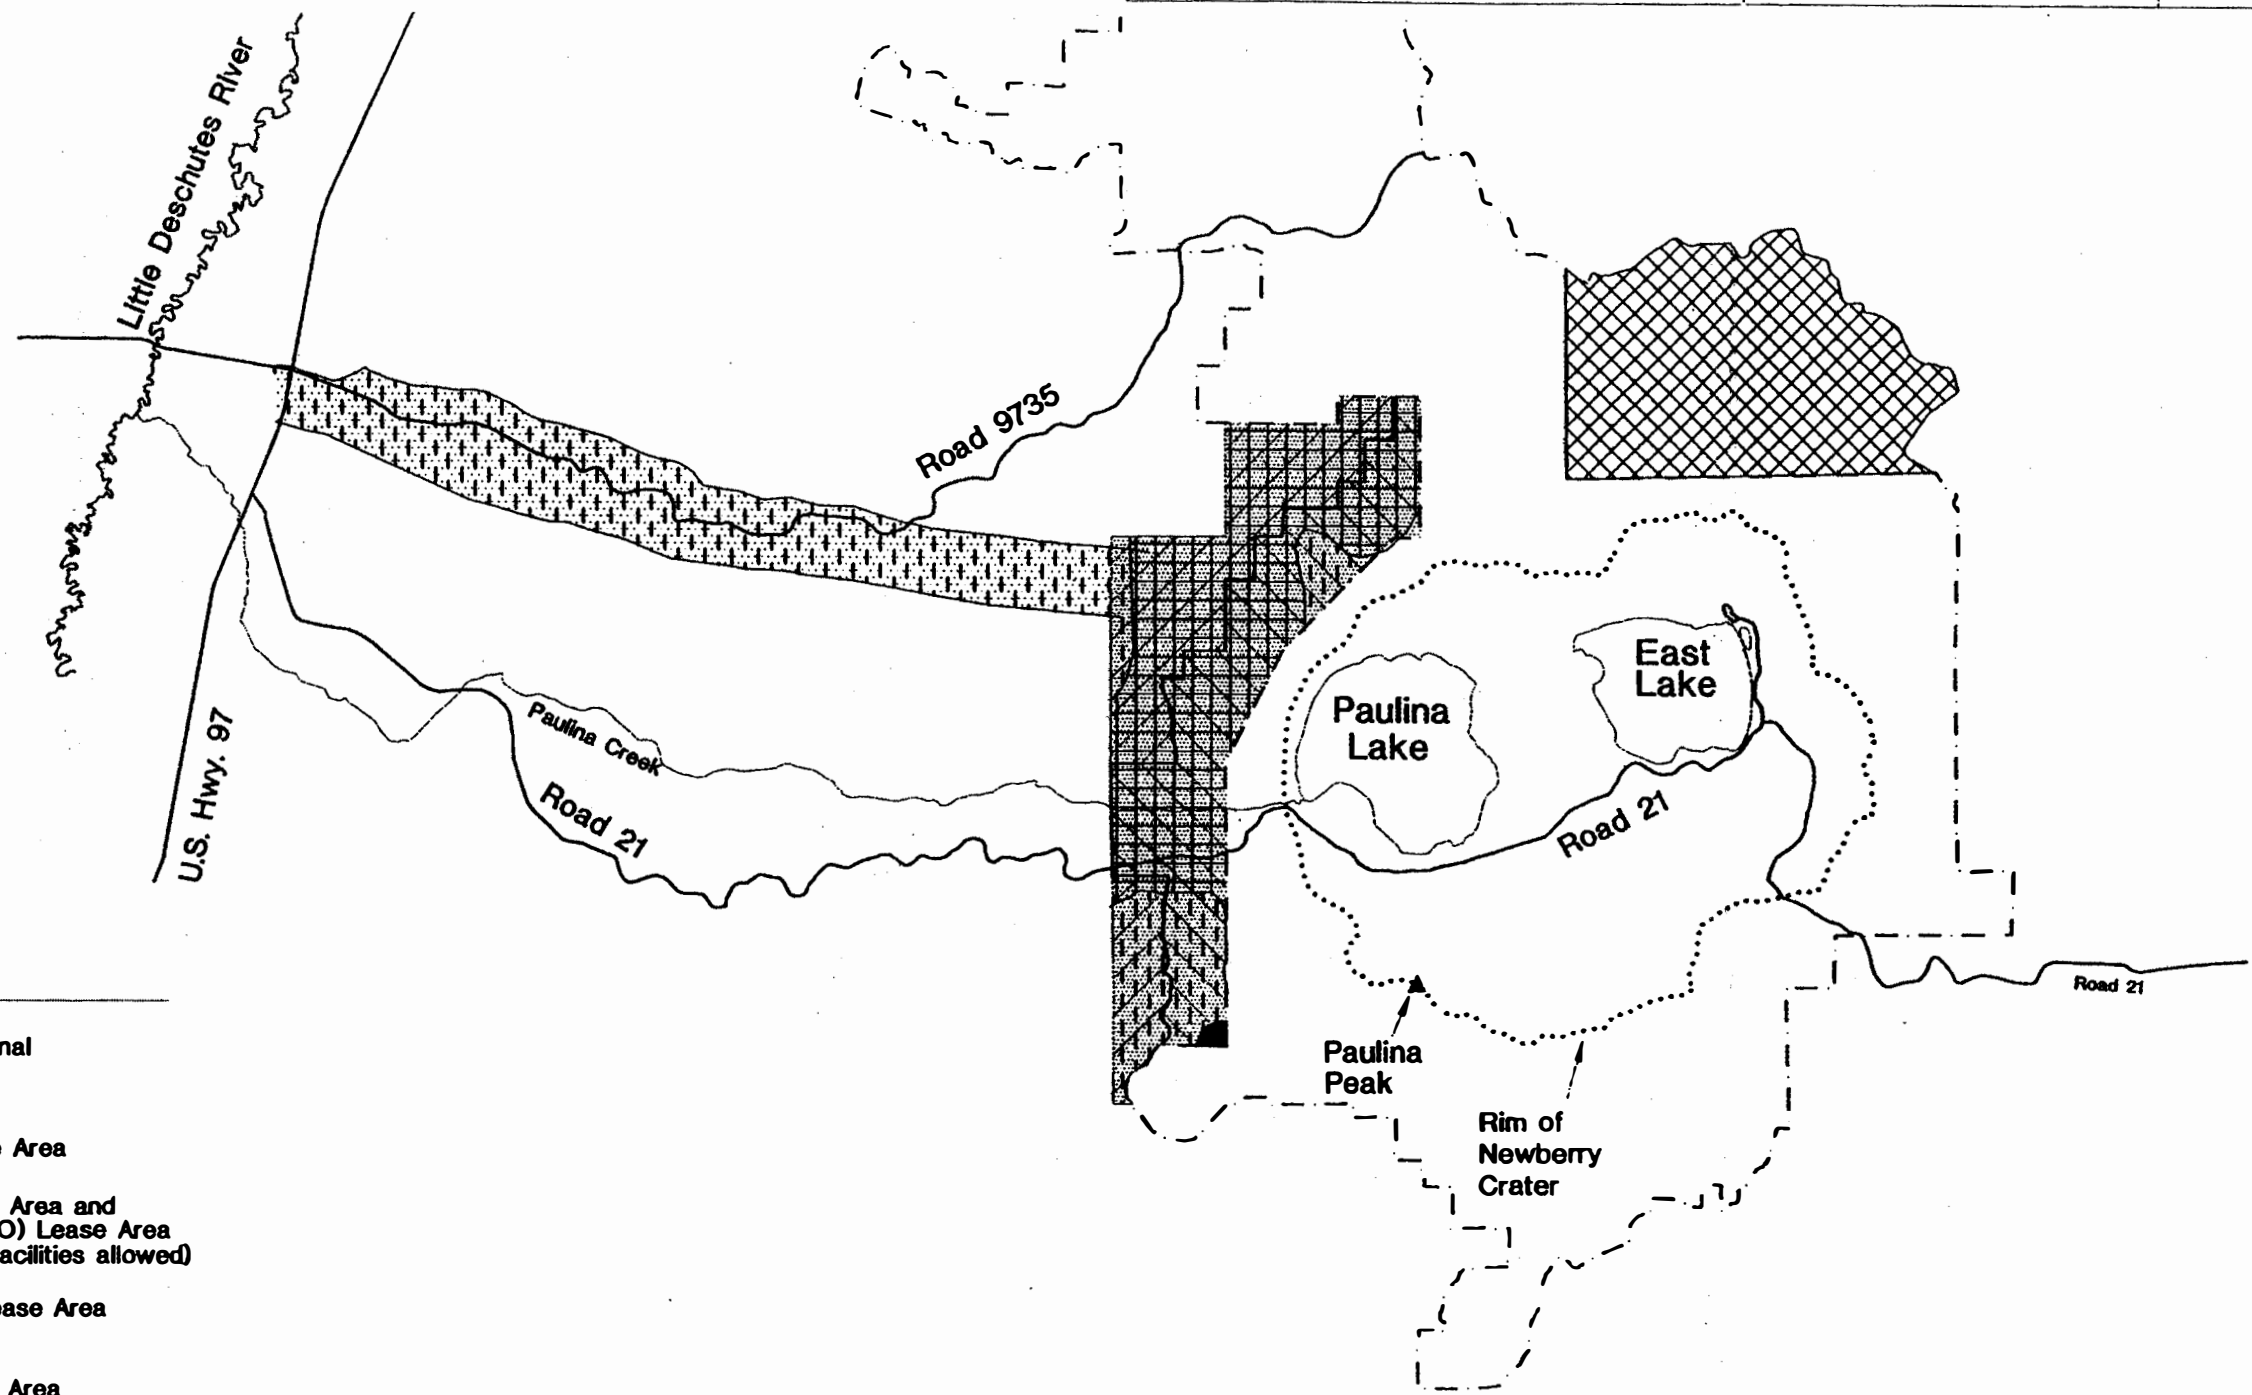 Little Deschutes River
U.S. Hwy. 97
Road 9735
Paulina Creek
Road 21
Paulina
Lake
East
Lake
Road 21
Road 21
Paulina
Peak
Rim of
Newberry
Crater
nal
Area
Area and
O) Lease Area
acilities allowed)
ease Area
Area